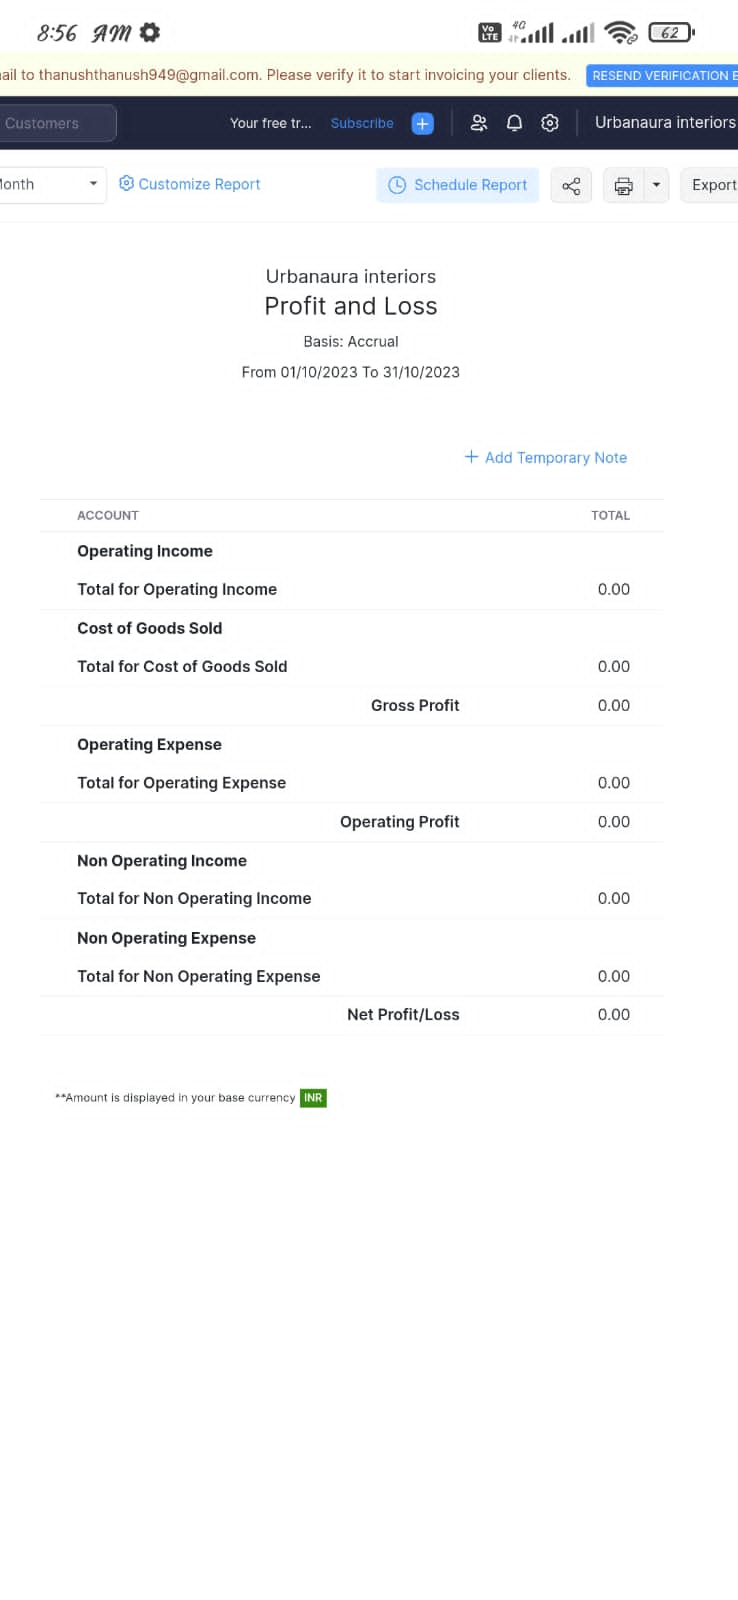 8:56 AM
Vo LTE 4G 62
ail to thanushthanush949@gmail.com. Please verify it to start invoicing your clients. RESEND VERIFICATION E
Customers Your free tr... Subscribe Urbanaura interiors
Month Customize Report Schedule Report Export
Urbanaura interiors
Profit and Loss
Basis: Accrual
From 01/10/2023 To 31/10/2023
+ Add Temporary Note
ACCOUNT TOTAL
Operating Income
Total for Operating Income 0.00
Cost of Goods Sold
Total for Cost of Goods Sold 0.00
Gross Profit 0.00
Operating Expense
Total for Operating Expense 0.00
Operating Profit 0.00
Non Operating Income
Total for Non Operating Income 0.00
Non Operating Expense
Total for Non Operating Expense 0.00
Net Profit/Loss 0.00
**Amount is displayed in your base currency INR